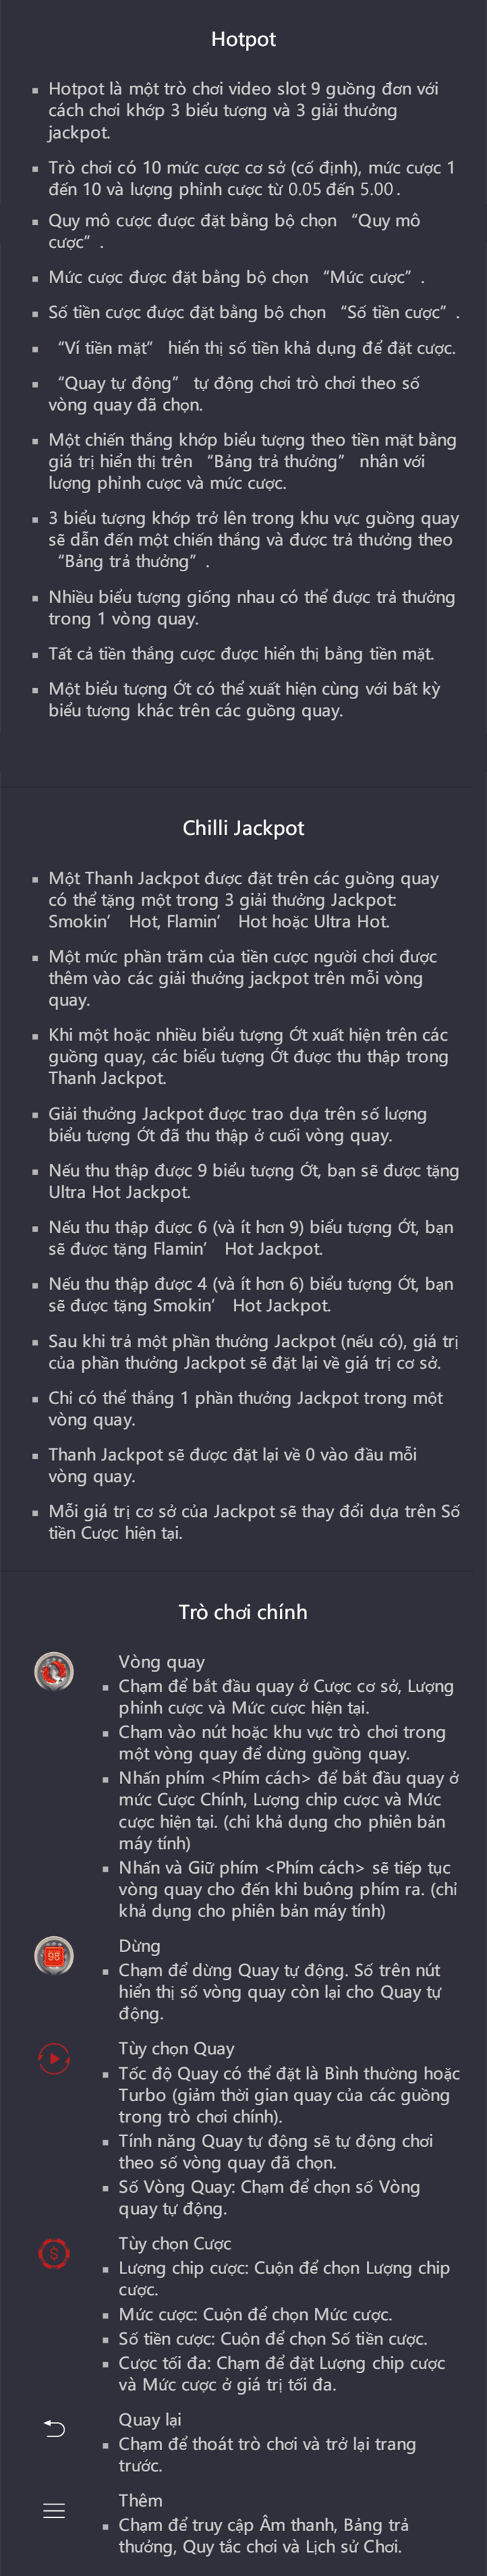 Hotpot
▪ Hotpot là một trò chơi video slot 9 guồng đơn với
cách chơi khớp 3 biểu tượng và 3 giải thưởng
jackpot.
▪ Trò chơi có 10 mức cược cơ sở (cố định), mức cược 1
đến 10 và lượng phỉnh cược từ 0.05 đến 5.00 .
▪ Quy mô cược được đặt bằng bộ chọn “Quy mô
cược” .
▪ Mức cược được đặt bằng bộ chọn “Mức cược” .
▪ Số tiền cược được đặt bằng bộ chọn “Số tiền cược” .
▪ “Ví tiền mặt” hiển thị số tiền khả dụng để đặt cược.
▪ “Quay tự động” tự động chơi trò chơi theo số
vòng quay đã chọn.
▪ Một chiến thắng khớp biểu tượng theo tiền mặt bằng
giá trị hiển thị trên “Bảng trả thưởng” nhân với
lượng phỉnh cược và mức cược.
▪ 3 biểu tượng khớp trở lên trong khu vực guồng quay
sẽ dẫn đến một chiến thắng và được trả thưởng theo
“Bảng trả thưởng” .
▪ Nhiều biểu tượng giống nhau có thể được trả thưởng
trong 1 vòng quay.
▪ Tất cả tiền thắng cược được hiển thị bằng tiền mặt.
▪ Một biểu tượng Ớt có thể xuất hiện cùng với bất kỳ
biểu tượng khác trên các guồng quay.
Chilli Jackpot
▪ Một Thanh Jackpot được đặt trên các guồng quay
có thể tặng một trong 3 giải thưởng Jackpot:
Smokin’ Hot, Flamin’ Hot hoặc Ultra Hot.
▪ Một mức phần trăm của tiền cược người chơi được
thêm vào các giải thưởng jackpot trên mỗi vòng
quay.
▪ Khi một hoặc nhiều biểu tượng Ớt xuất hiện trên các
guồng quay, các biểu tượng Ớt được thu thập trong
Thanh Jackpot.
▪ Giải thưởng Jackpot được trao dựa trên số lượng
biểu tượng Ớt đã thu thập ở cuối vòng quay.
▪ Nếu thu thập được 9 biểu tượng Ớt, bạn sẽ được tặng
Ultra Hot Jackpot.
▪ Nếu thu thập được 6 (và ít hơn 9) biểu tượng Ớt, bạn
sẽ được tặng Flamin’ Hot Jackpot.
▪ Nếu thu thập được 4 (và ít hơn 6) biểu tượng Ớt, bạn
sẽ được tặng Smokin’ Hot Jackpot.
▪ Sau khi trả một phần thưởng Jackpot (nếu có), giá trị
của phần thưởng Jackpot sẽ đặt lại về giá trị cơ sở.
▪ Chỉ có thể thắng 1 phần thưởng Jackpot trong một
vòng quay.
▪ Thanh Jackpot sẽ được đặt lại về 0 vào đầu mỗi
vòng quay.
▪ Mỗi giá trị cơ sở của Jackpot sẽ thay đổi dựa trên Số
tiền Cược hiện tại.
Trò chơi chính
Vòng quay
▪ Chạm để bắt đầu quay ở Cược cơ sở, Lượng
phỉnh cược và Mức cược hiện tại.
▪ Chạm vào nút hoặc khu vực trò chơi trong
một vòng quay để dừng guồng quay.
▪ Nhấn phím <Phím cách> để bắt đầu quay ở
mức Cược Chính, Lượng chip cược và Mức
cược hiện tại. (chỉ khả dụng cho phiên bản
máy tính)
▪ Nhấn và Giữ phím <Phím cách> sẽ tiếp tục
vòng quay cho đến khi buông phím ra. (chỉ
khả dụng cho phiên bản máy tính)
98
Dừng
▪ Chạm để dừng Quay tự động. Số trên nút
hiển thị số vòng quay còn lại cho Quay tự
động.
Tùy chọn Quay
▪ Tốc độ Quay có thể đặt là Bình thường hoặc
Turbo (giảm thời gian quay của các guồng
trong trò chơi chính).
▪ Tính năng Quay tự động sẽ tự động chơi
theo số vòng quay đã chọn.
▪ Số Vòng Quay: Chạm để chọn số Vòng
quay tự động.
$
Tùy chọn Cược
▪ Lượng chip cược: Cuộn để chọn Lượng chip
cược.
▪ Mức cược: Cuộn để chọn Mức cược.
▪ Số tiền cược: Cuộn để chọn Số tiền cược.
▪ Cược tối đa: Chạm để đặt Lượng chip cược
và Mức cược ở giá trị tối đa.
Quay lại
▪ Chạm để thoát trò chơi và trở lại trang
trước.
Thêm
▪ Chạm để truy cập Âm thanh, Bảng trả
thưởng, Quy tắc chơi và Lịch sử Chơi.